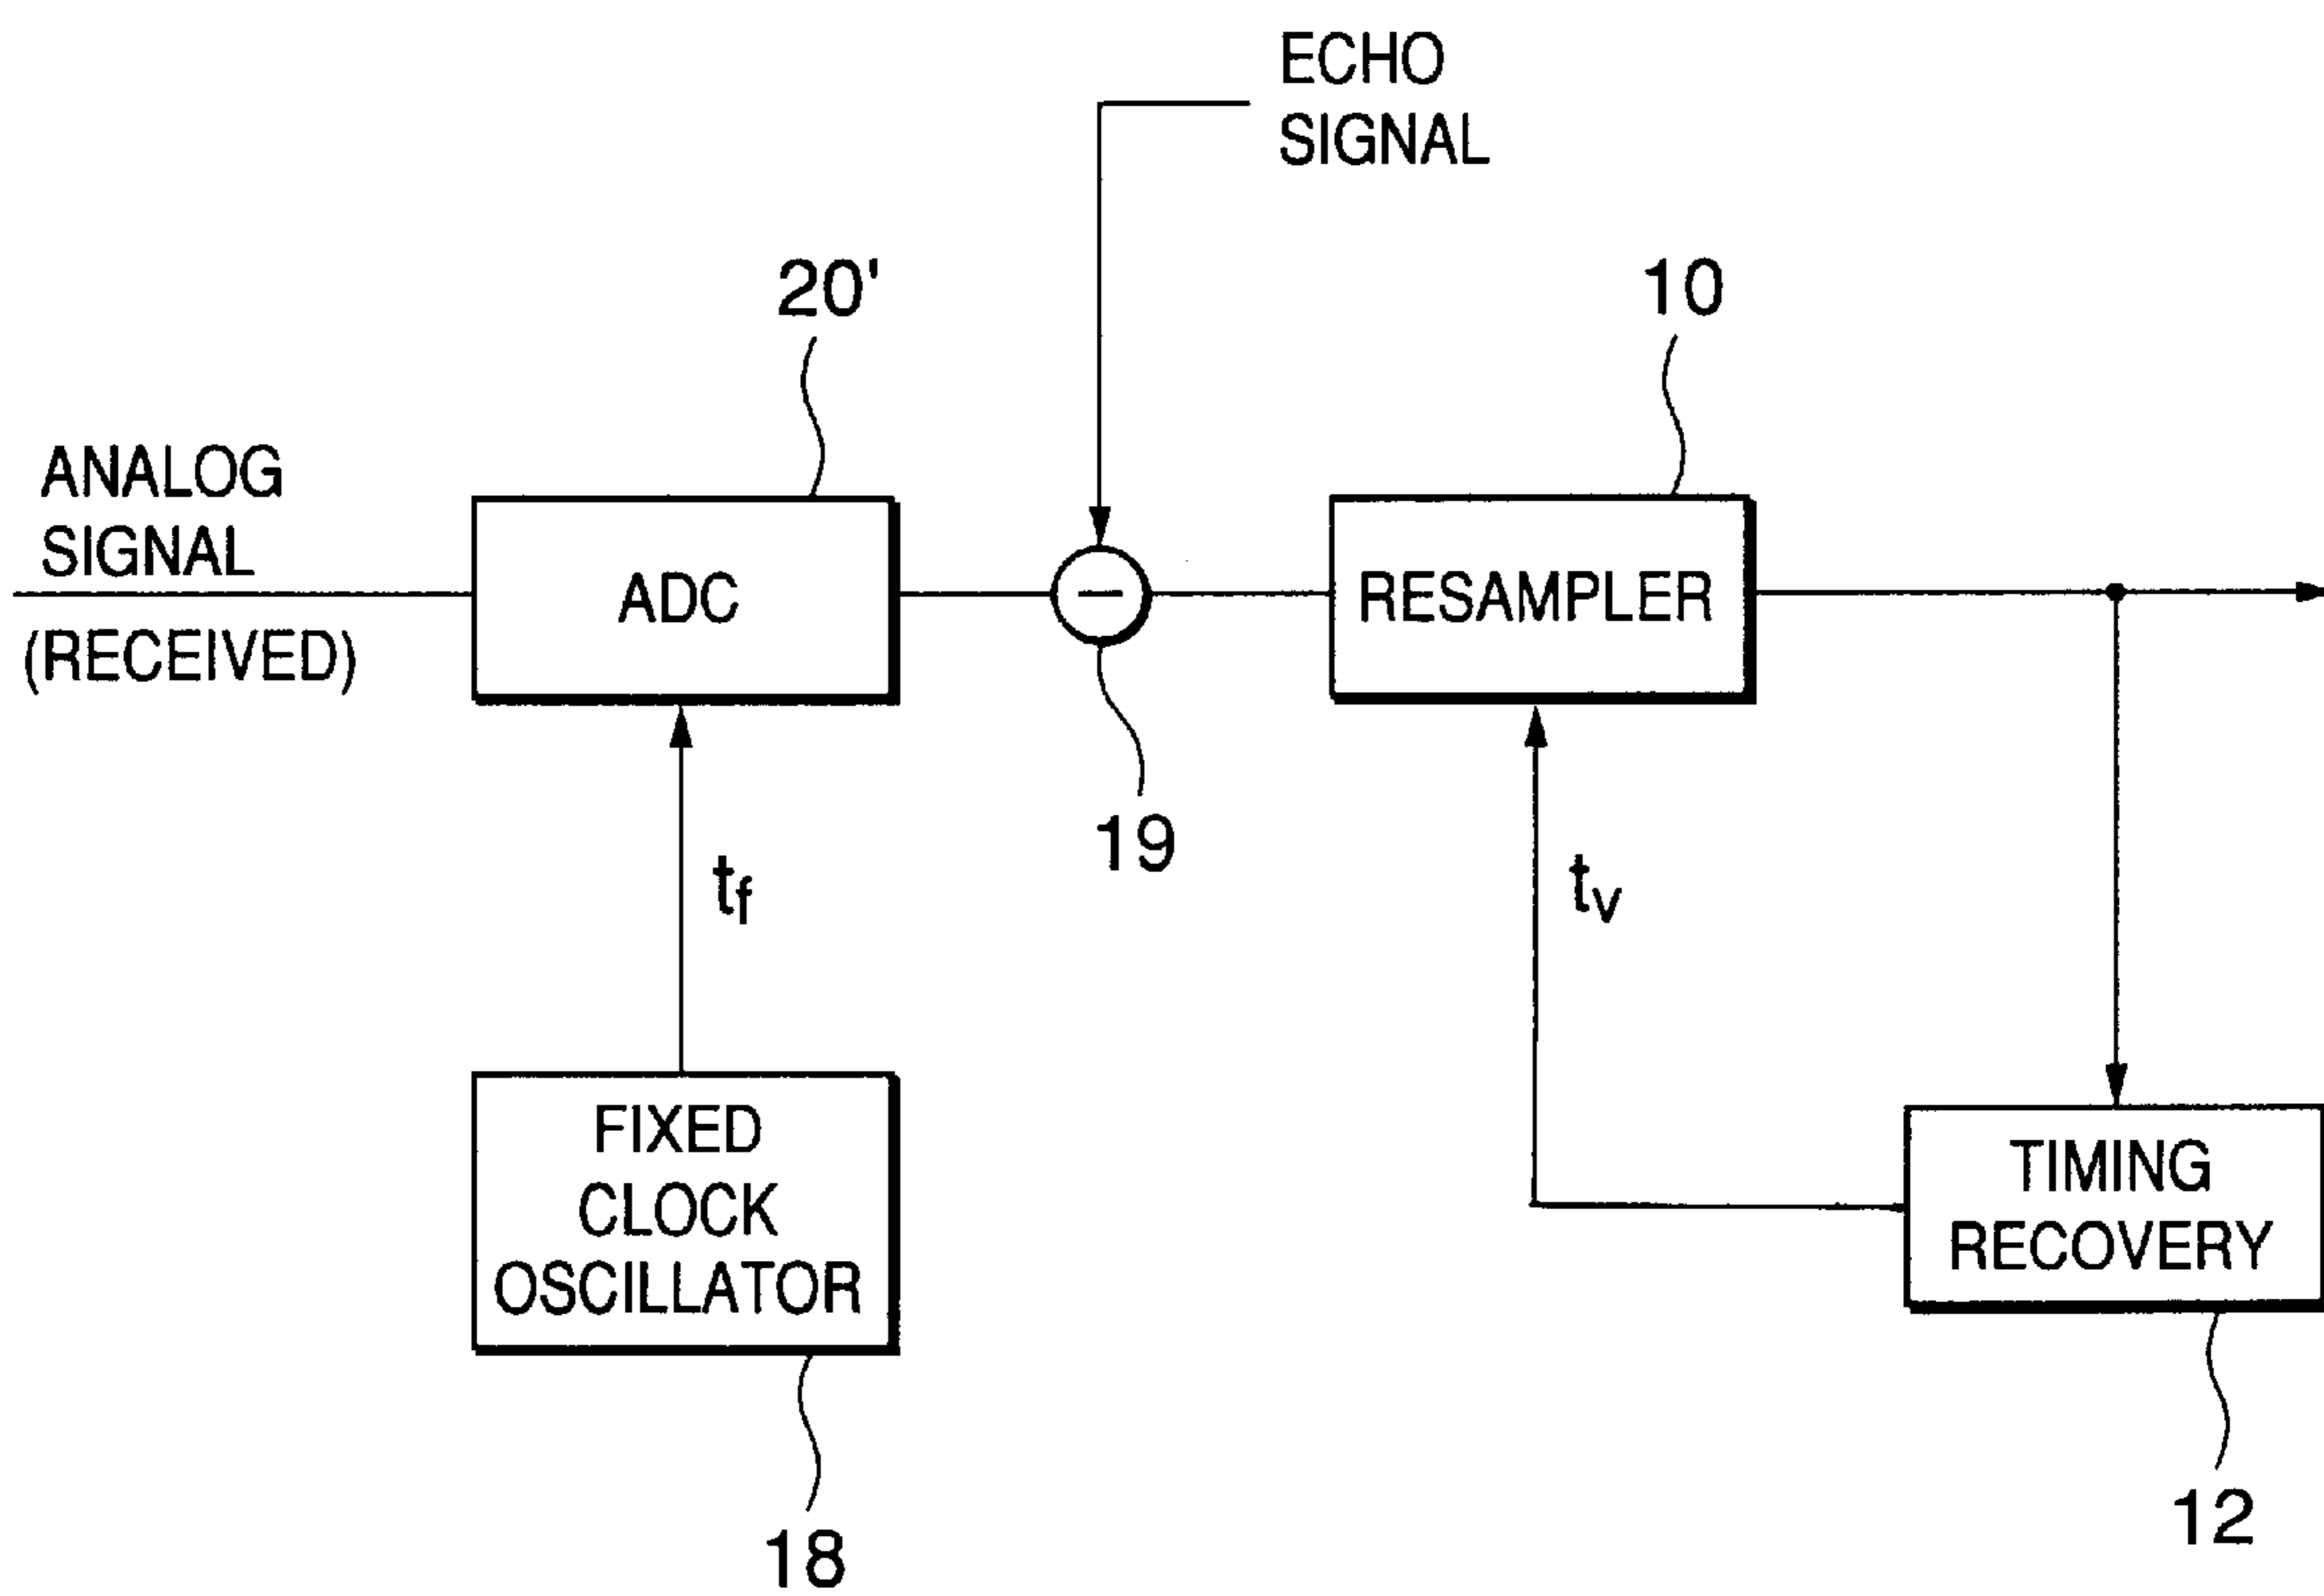 ECHO
SIGNAL
20'
10
ANALOG
SIGNAL
(RECEIVED)
ADC
−
RESAMPLER
19
tf
tv
FIXED
CLOCK
OSCILLATOR
TIMING
RECOVERY
18
12